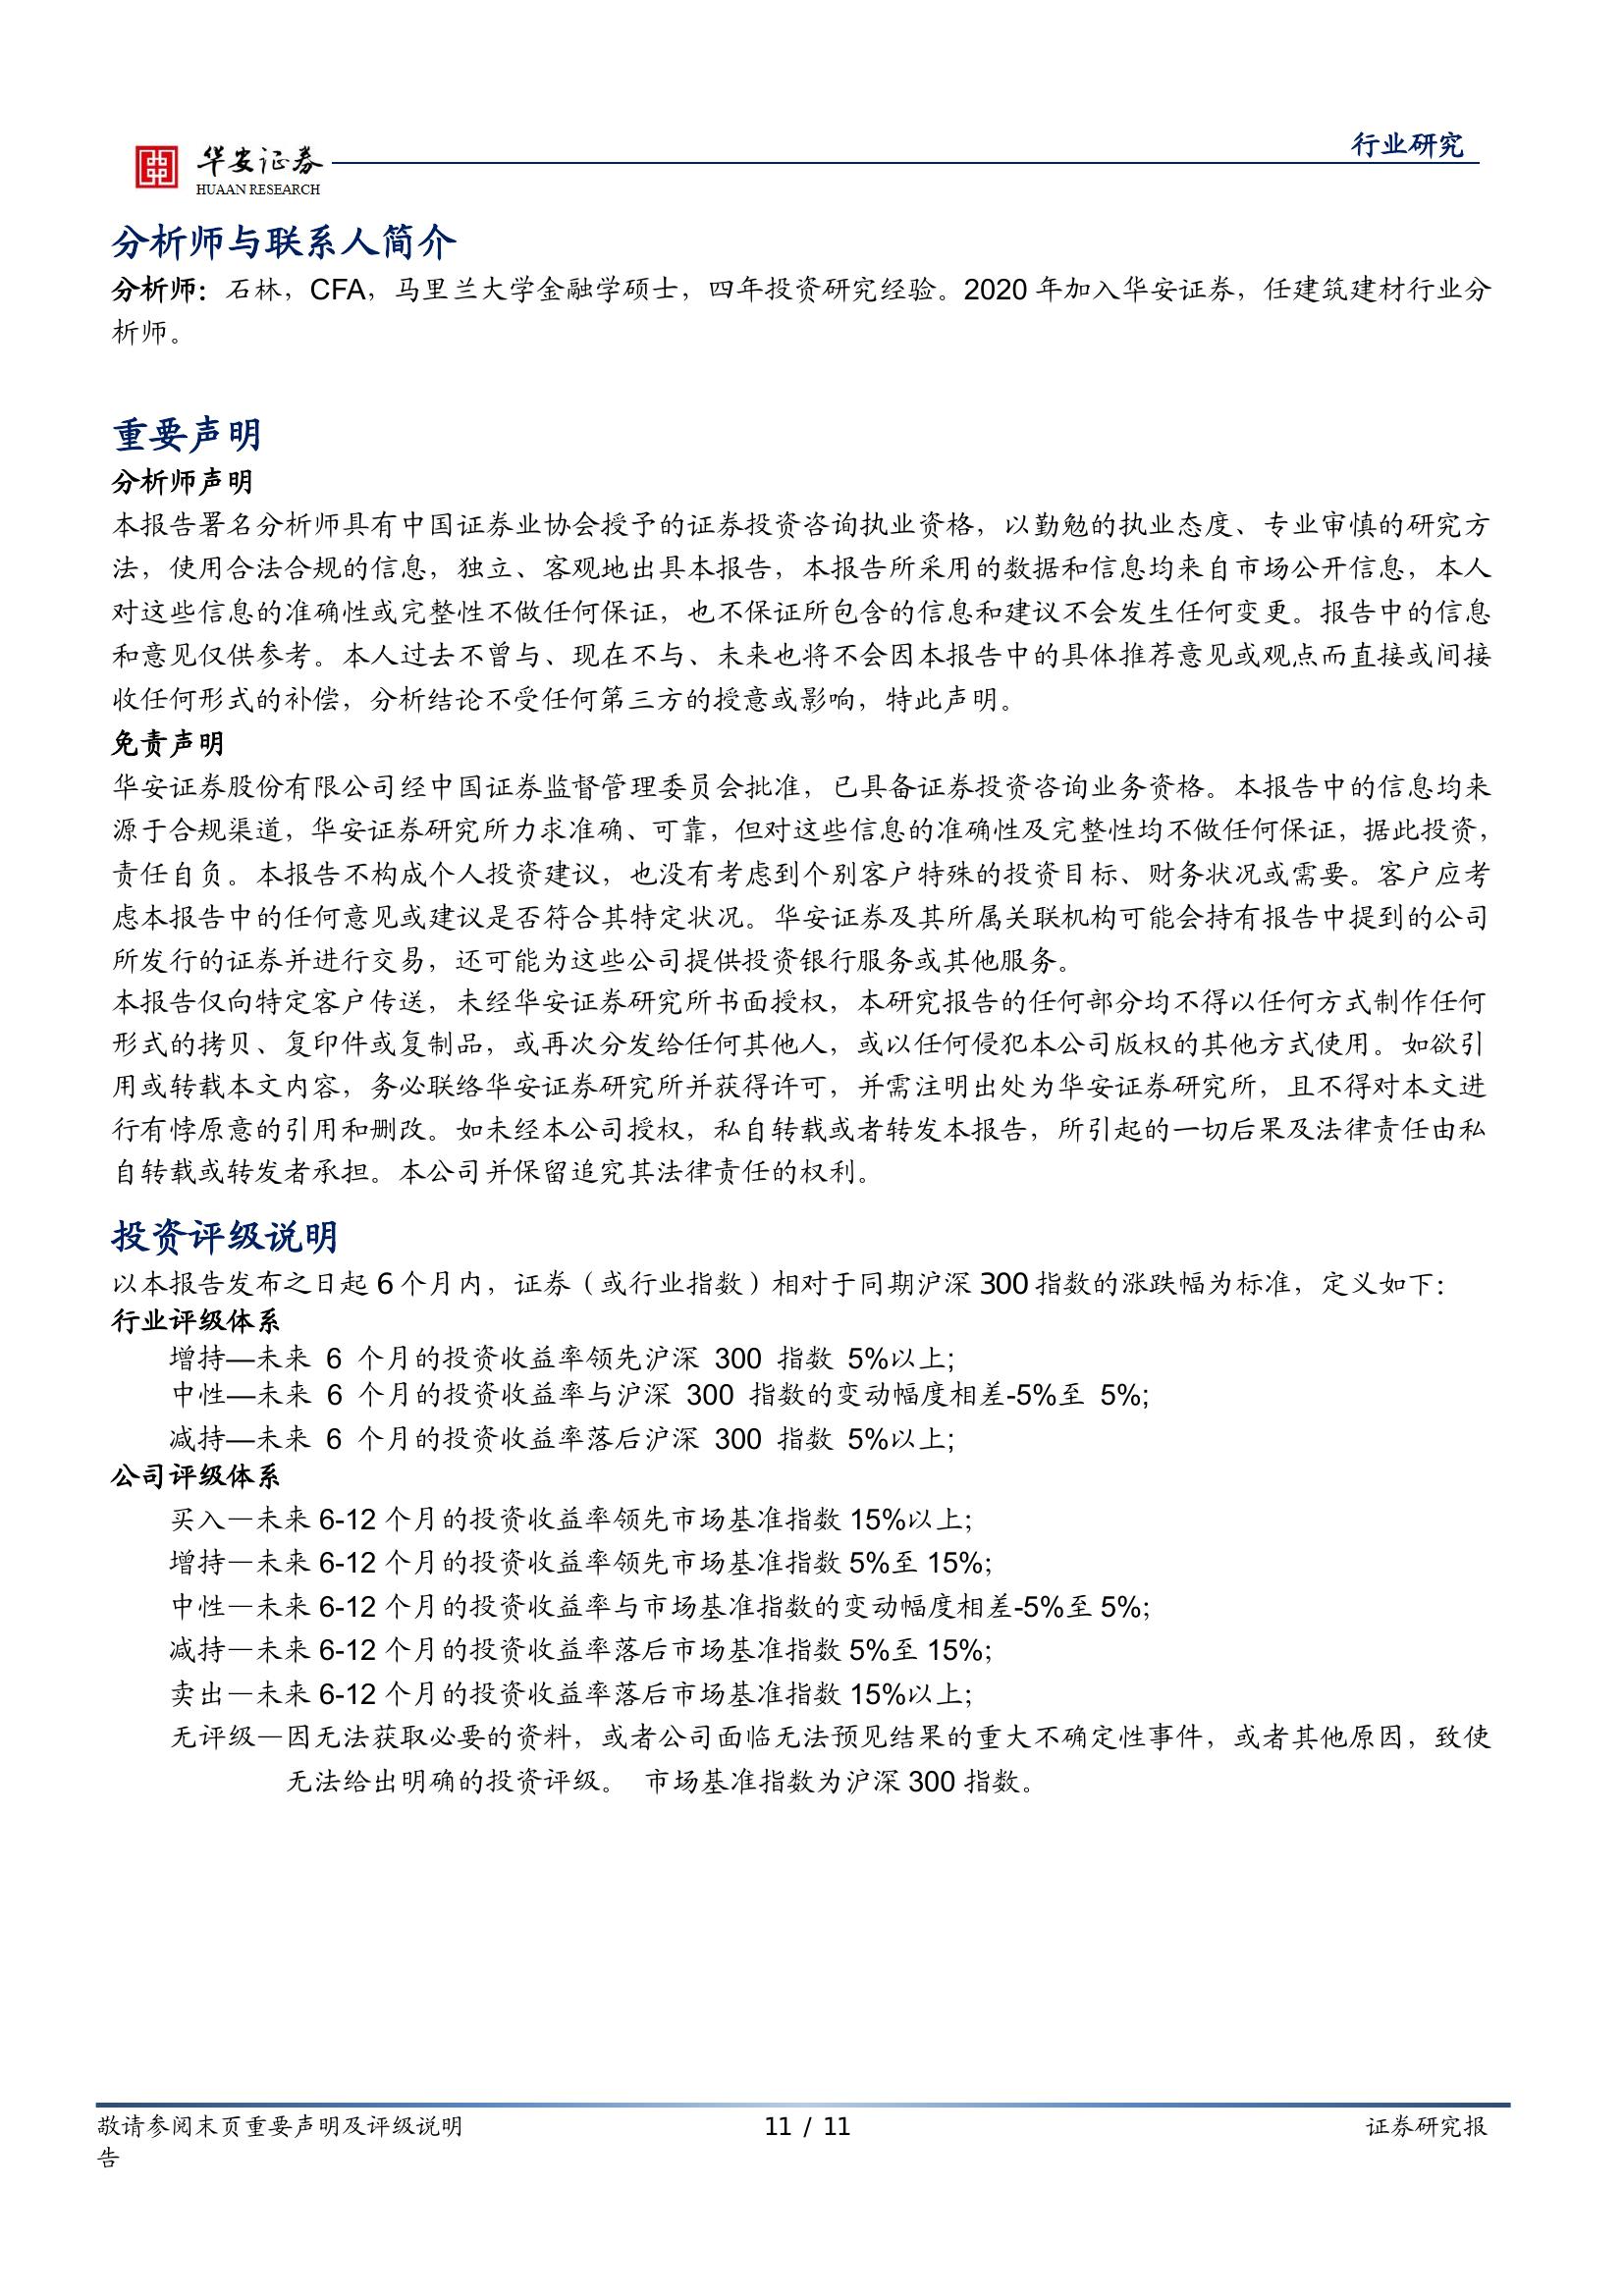 华安证券
HUAAN RESEARCH
行业研究
分析师与联系人简介
分析师：石林，CFA，马里兰大学金融学硕士，四年投资研究经验。2020 年加入华安证券，任建筑建材行业分
析师。
重要声明
分析师声明
本报告署名分析师具有中国证券业协会授予的证券投资咨询执业资格，以勤勉的执业态度、专业审慎的研究方
法，使用合法合规的信息，独立、客观地出具本报告，本报告所采用的数据和信息均来自市场公开信息，本人
对这些信息的准确性或完整性不做任何保证，也不保证所包含的信息和建议不会发生任何变更。报告中的信息
和意见仅供参考。本人过去不曾与、现在不与、未来也将不会因本报告中的具体推荐意见或观点而直接或间接
收任何形式的补偿，分析结论不受任何第三方的授意或影响，特此声明。
免责声明
华安证券股份有限公司经中国证券监督管理委员会批准，已具备证券投资咨询业务资格。本报告中的信息均来
源于合规渠道，华安证券研究所力求准确、可靠，但对这些信息的准确性及完整性均不做任何保证，据此投资，
责任自负。本报告不构成个人投资建议，也没有考虑到个别客户特殊的投资目标、财务状况或需要。客户应考
虑本报告中的任何意见或建议是否符合其特定状况。华安证券及其所属关联机构可能会持有报告中提到的公司
所发行的证券并进行交易，还可能为这些公司提供投资银行服务或其他服务。
本报告仅向特定客户传送，未经华安证券研究所书面授权，本研究报告的任何部分均不得以任何方式制作任何
形式的拷贝、复印件或复制品，或再次分发给任何其他人，或以任何侵犯本公司版权的其他方式使用。如欲引
用或转载本文内容，务必联络华安证券研究所并获得许可，并需注明出处为华安证券研究所，且不得对本文进
行有悖原意的引用和删改。如未经本公司授权，私自转载或者转发本报告，所引起的一切后果及法律责任由私
自转载或转发者承担。本公司并保留追究其法律责任的权利。
投资评级说明
以本报告发布之日起 6 个月内，证券（或行业指数）相对于同期沪深 300 指数的涨跌幅为标准，定义如下：
行业评级体系
增持—未来 6 个月的投资收益率领先沪深 300 指数 5%以上;
中性—未来 6 个月的投资收益率与沪深 300 指数的变动幅度相差-5%至 5%;
减持—未来 6 个月的投资收益率落后沪深 300 指数 5%以上;
公司评级体系
买入—未来 6-12 个月的投资收益率领先市场基准指数 15%以上;
增持—未来 6-12 个月的投资收益率领先市场基准指数 5%至 15%;
中性—未来 6-12 个月的投资收益率与市场基准指数的变动幅度相差-5%至 5%;
减持—未来 6-12 个月的投资收益率落后市场基准指数 5%至 15%;
卖出—未来 6-12 个月的投资收益率落后市场基准指数 15%以上;
无评级—因无法获取必要的资料，或者公司面临无法预见结果的重大不确定性事件，或者其他原因，致使
无法给出明确的投资评级。 市场基准指数为沪深 300 指数。
敬请参阅末页重要声明及评级说明 11 / 11 证券研究报
告